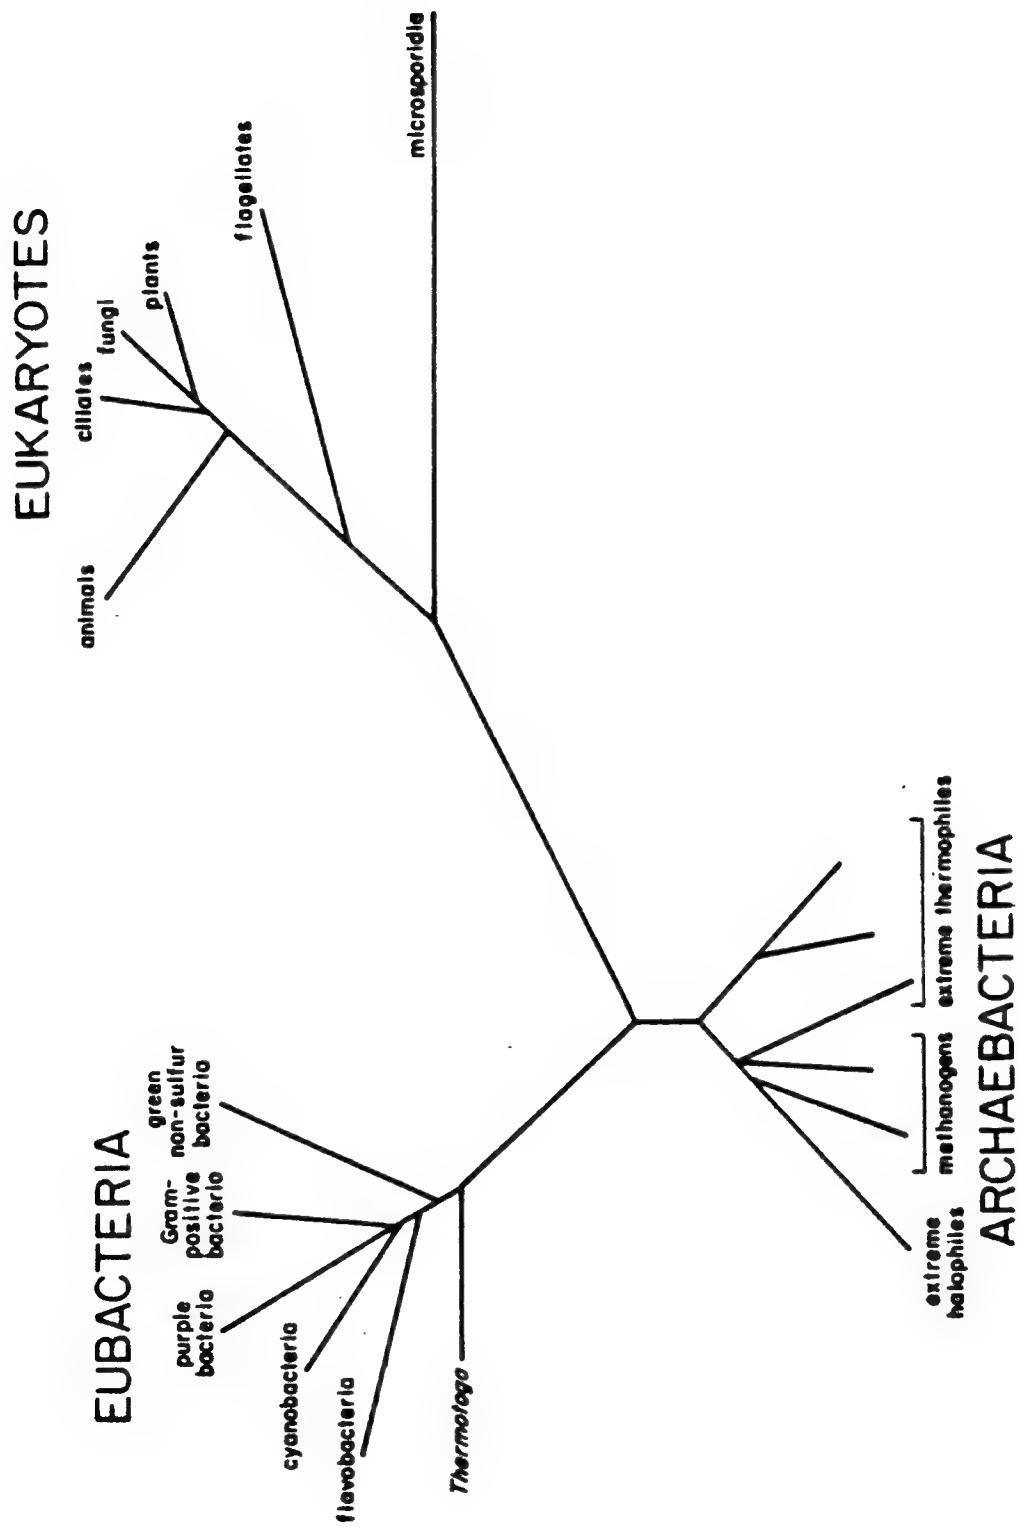 EUBACTERIA
green
non-sulfur
bacteria
Gram-
positive
bacteria
purple
bacteria
cyanobacteria
flavobacteria
Thermotoga
EUKARYOTES
animals
ciliates
fungi
plants
flagellates
microsporidia
extreme
halophiles
methanogens
extreme thermophiles
ARCHAEBACTERIA